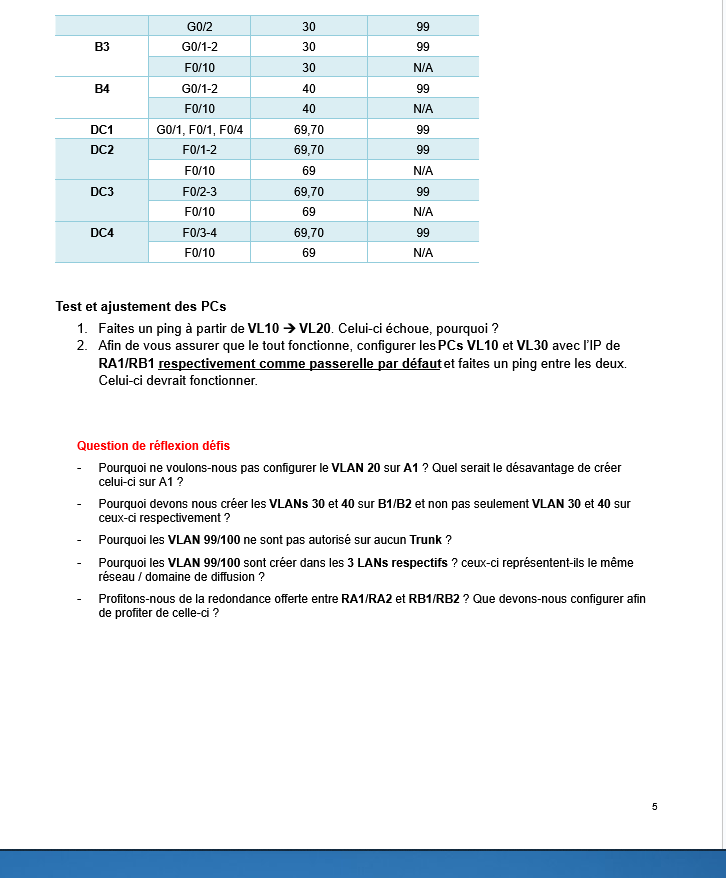 G0/2 30 99
B3 G0/1-2 30 99
F0/10 30 N/A
B4 G0/1-2 40 99
F0/10 40 N/A
DC1 G0/1, F0/1, F0/4 69,70 99
DC2 F0/1-2 69,70 99
F0/10 69 N/A
DC3 F0/2-3 69,70 99
F0/10 69 N/A
DC4 F0/3-4 69,70 99
F0/10 69 N/A
Test et ajustement des PCs
1. Faites un ping à partir de VL10 → VL20. Celui-ci échoue, pourquoi ?
2. Afin de vous assurer que le tout fonctionne, configurer les PCs VL10 et VL30 avec l'IP de
RA1/RB1 respectivement comme passerelle par défaut et faites un ping entre les deux.
Celui-ci devrait fonctionner.
Question de réflexion défis
- Pourquoi ne voulons-nous pas configurer le VLAN 20 sur A1 ? Quel serait le désavantage de créer
celui-ci sur A1 ?
- Pourquoi devons nous créer les VLANs 30 et 40 sur B1/B2 et non pas seulement VLAN 30 et 40 sur
ceux-ci respectivement ?
- Pourquoi les VLAN 99/100 ne sont pas autorisé sur aucun Trunk ?
- Pourquoi les VLAN 99/100 sont créer dans les 3 LANs respectifs ? ceux-ci représentent-ils le même
réseau / domaine de diffusion ?
- Profitons-nous de la redondance offerte entre RA1/RA2 et RB1/RB2 ? Que devons-nous configurer afin
de profiter de celle-ci ?
5